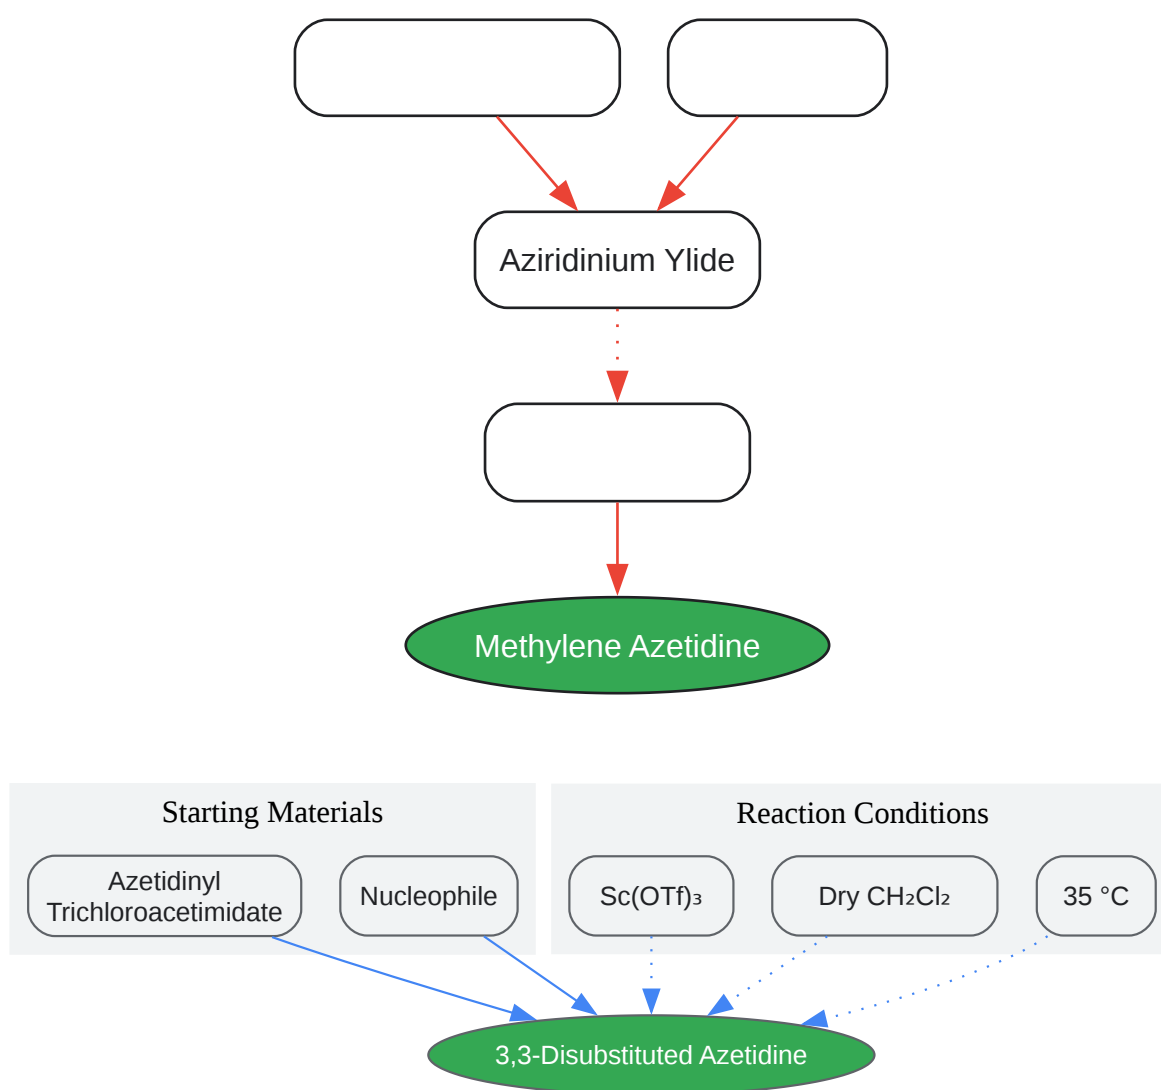 Aziridinium Ylide
Methylene Azetidine
Starting Materials
Reaction Conditions
Azetidinyl
Trichloroacetimidate
Nucleophile
Sc(OTf)₃
Dry CH₂Cl₂
35 °C
3,3-Disubstituted Azetidine